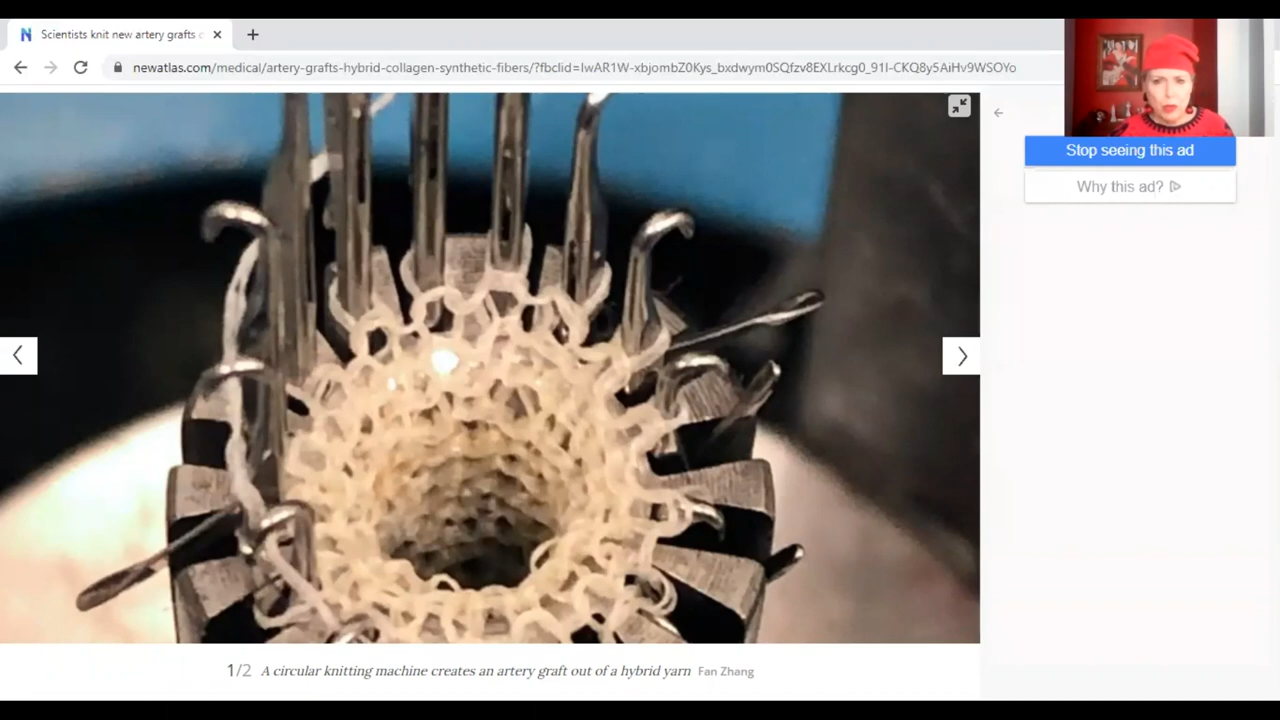 Scientists knit new artery grafts
newatlas.com/medical/artery-grafts-hybrid-collagen-synthetic-fibers/?fbclid=IwAR1W-xbjombZ0Kys_bxdwym0SQfzv8EXLrkcg0_91I-CKQ8y5AiHv9WSOYo
Stop seeing this ad
Why this ad?
1/2 A circular knitting machine creates an artery graft out of a hybrid yarn Fan Zhang